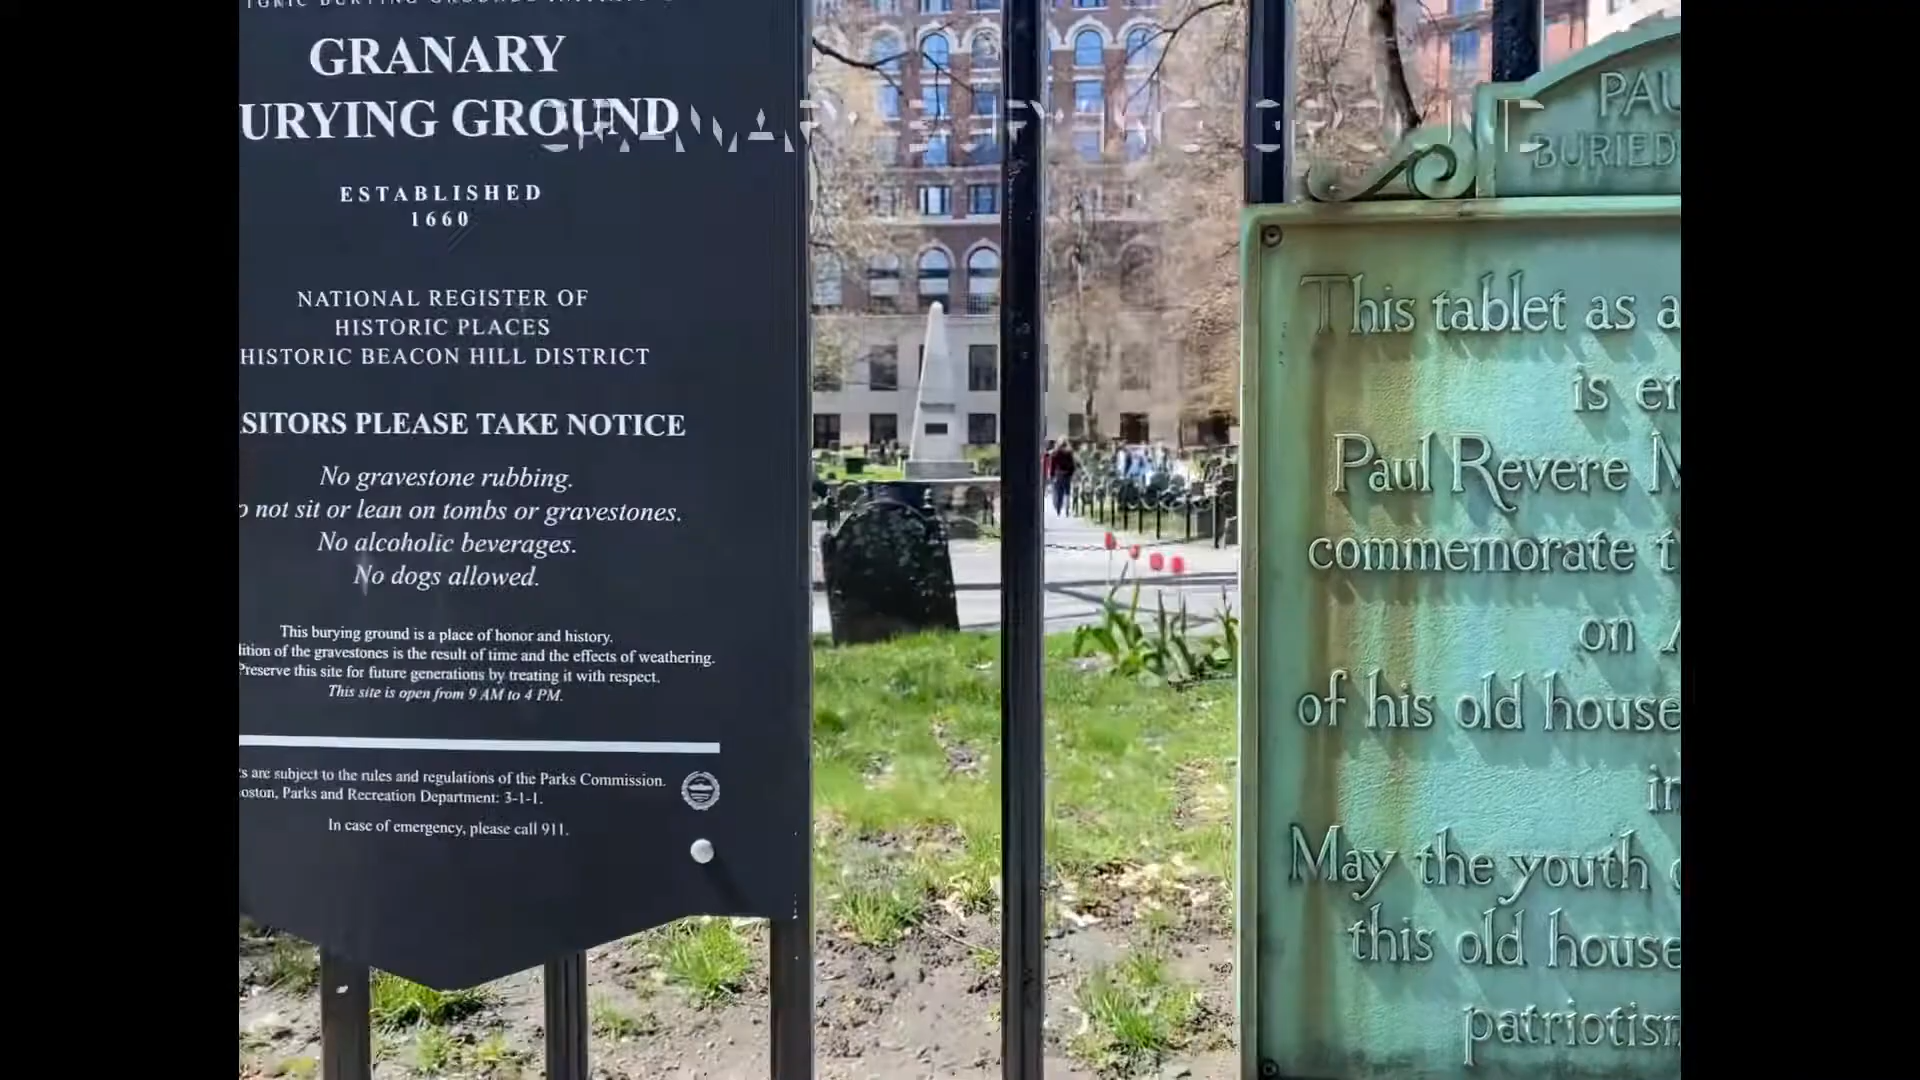 GRANARY
URYING GROUND
ESTABLISHED
1660
NATIONAL REGISTER OF
HISTORIC PLACES
HISTORIC BEACON HILL DISTRICT
SITORS PLEASE TAKE NOTICE
No gravestone rubbing.
o not sit or lean on tombs or gravestones.
No alcoholic beverages.
No dogs allowed.
This burying ground is a place of honor and history.
ition of the gravestones is the result of time and the effects of weathering.
Preserve this site for future generations by treating it with respect.
This site is open from 9 AM to 4 PM.
s are subject to the rules and regulations of the Parks Commission.
oston, Parks and Recreation Department: 3-1-1.
In case of emergency, please call 911.
GRANARY BURYING GROUND
PAU
BURIED
This tablet as a
is er
Paul Revere M
commemorate t
on A
of his old house
in
May the youth
this old house
patriotism